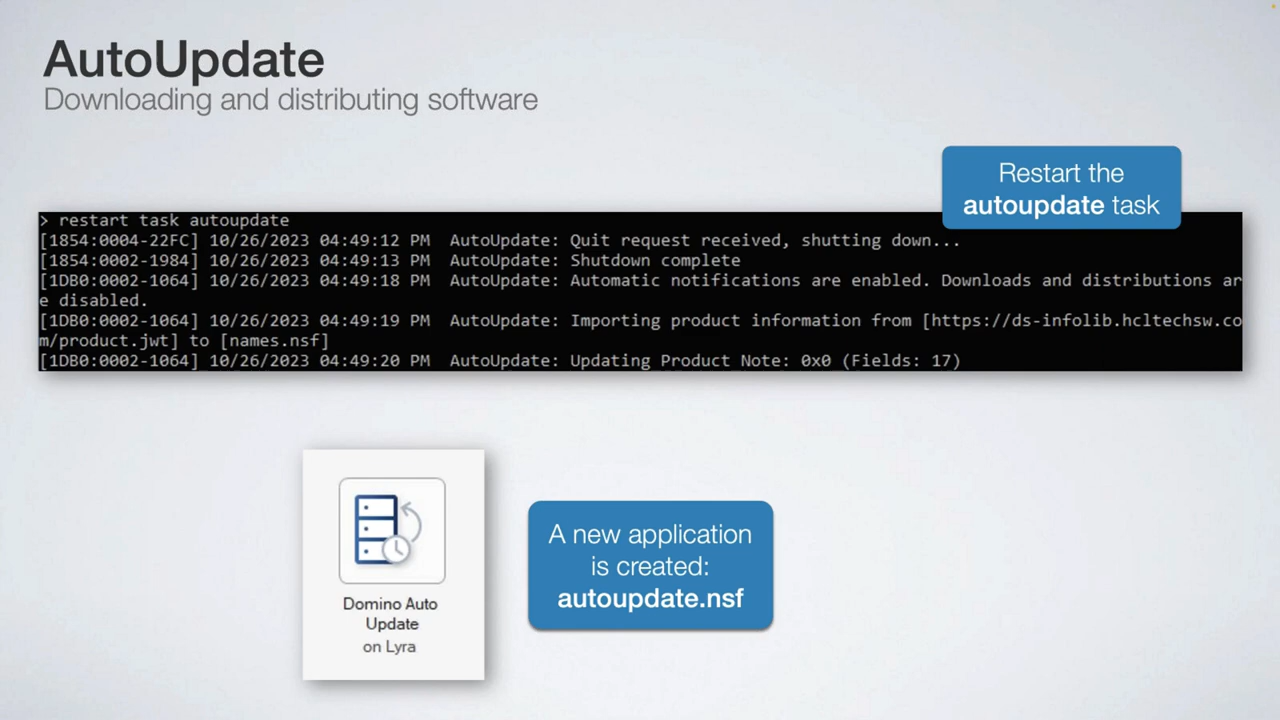 AutoUpdate
Downloading and distributing software
Restart the
autoupdate task
> restart task autoupdate
[1854:0004-22FC] 10/26/2023 04:49:12 PM  AutoUpdate: Quit request received, shutting down...
[1854:0002-1984] 10/26/2023 04:49:13 PM  AutoUpdate: Shutdown complete
[1DB0:0002-1064] 10/26/2023 04:49:18 PM  AutoUpdate: Automatic notifications are enabled. Downloads and distributions ar
e disabled.
[1DB0:0002-1064] 10/26/2023 04:49:19 PM  AutoUpdate: Importing product information from [https://ds-infolib.hcltechsw.co
m/product.jwt] to [names.nsf]
[1DB0:0002-1064] 10/26/2023 04:49:20 PM  AutoUpdate: Updating Product Note: 0x0 (Fields: 17)
Domino Auto
Update
on Lyra
A new application
is created:
autoupdate.nsf